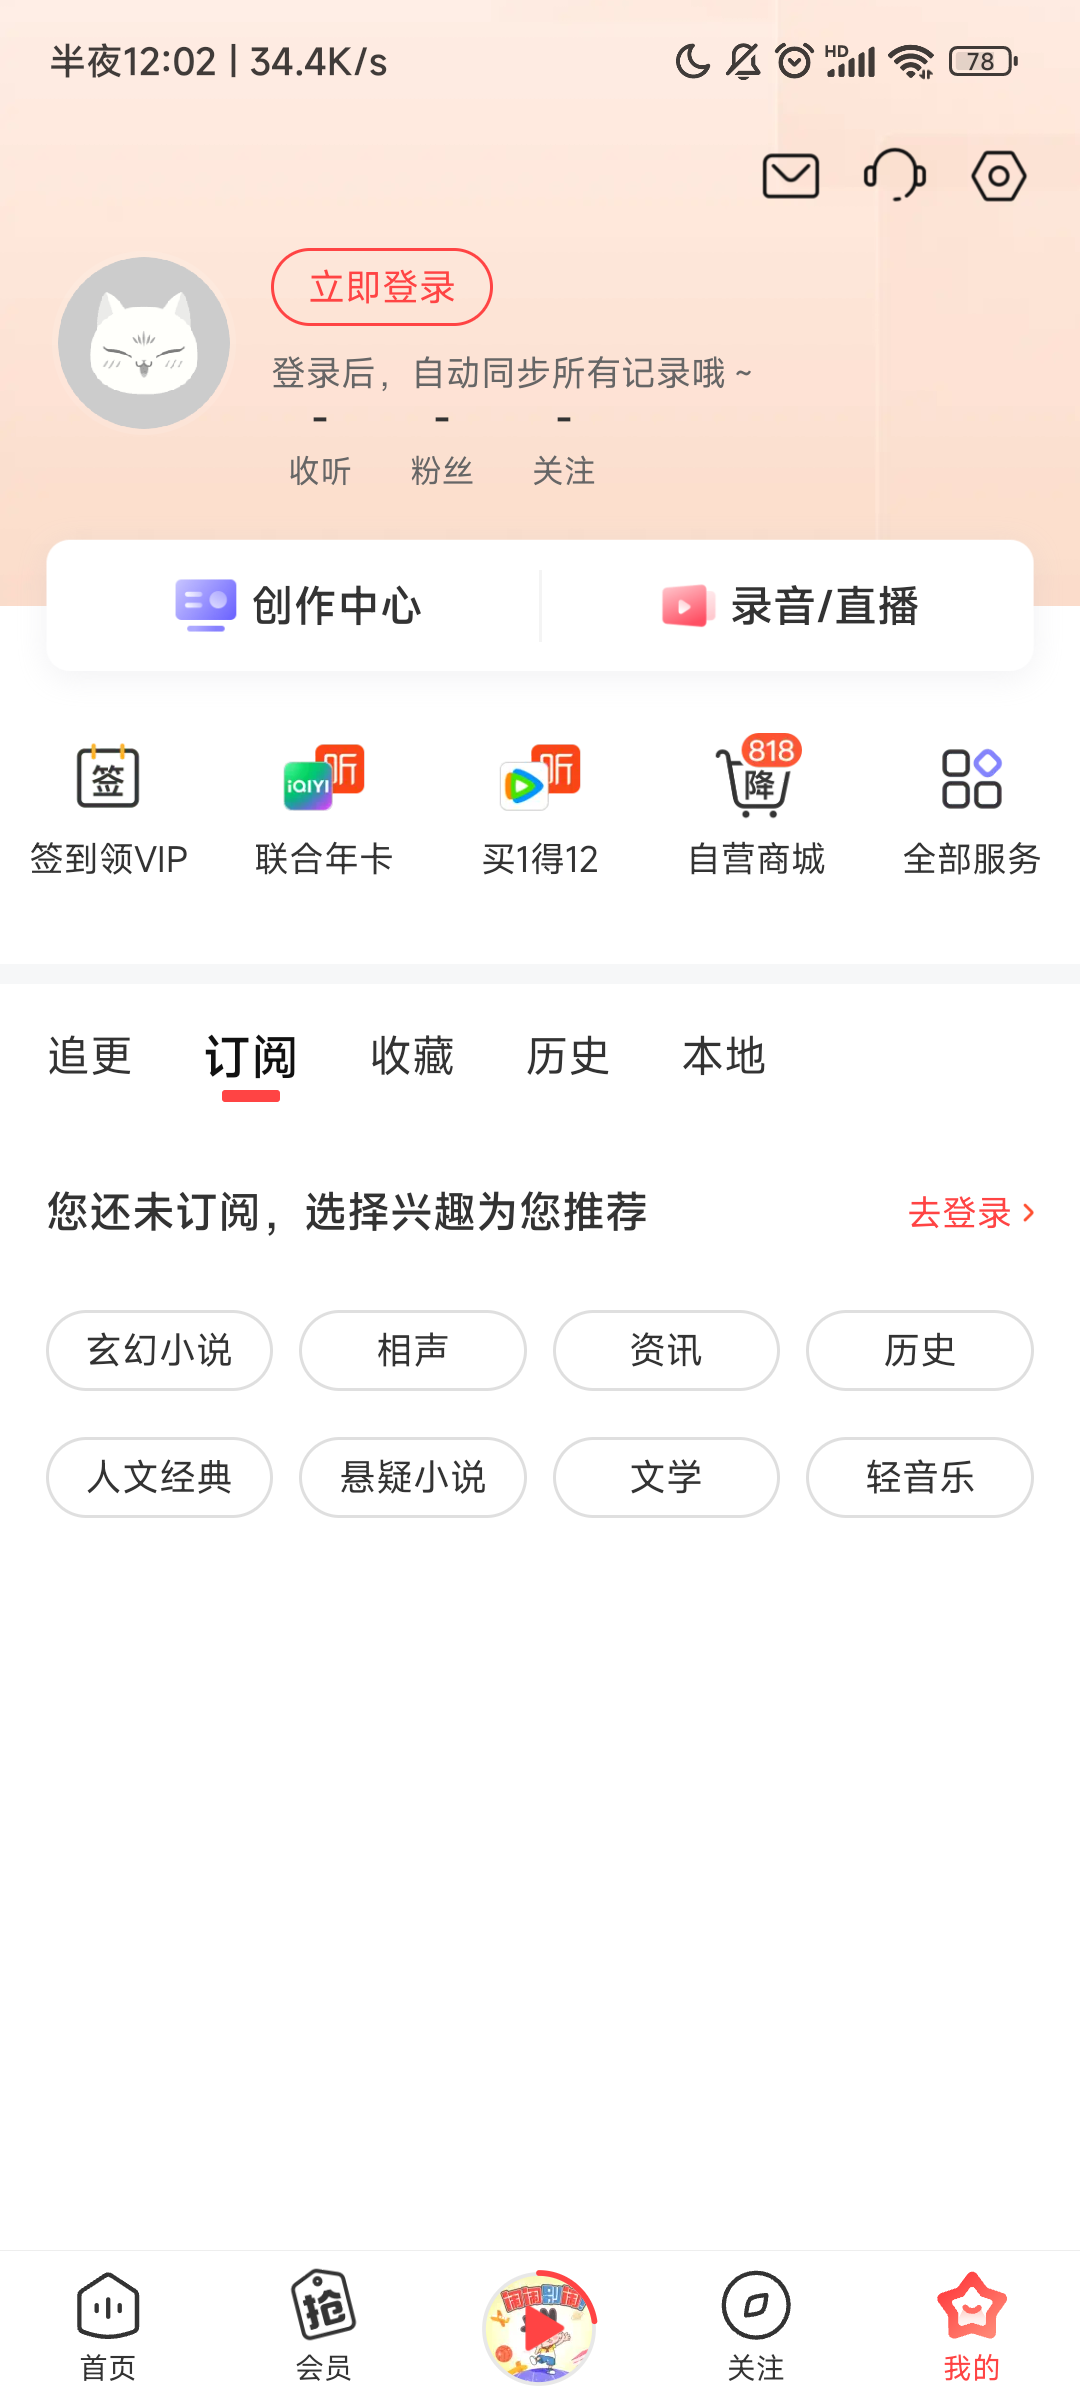 半夜12:02 | 34.4K/s HD 78
立即登录
登录后，自动同步所有记录哦~
- - -
收听 粉丝 关注
创作中心 录音/直播
签 iQIYI 听 听 降 818
签到领VIP 联合年卡 买1得12 自营商城 全部服务
追更 订阅 收藏 历史 本地
您还未订阅，选择兴趣为您推荐 去登录
玄幻小说 相声 资讯 历史
人文经典 悬疑小说 文学 轻音乐
抢
首页 会员 关注 我的